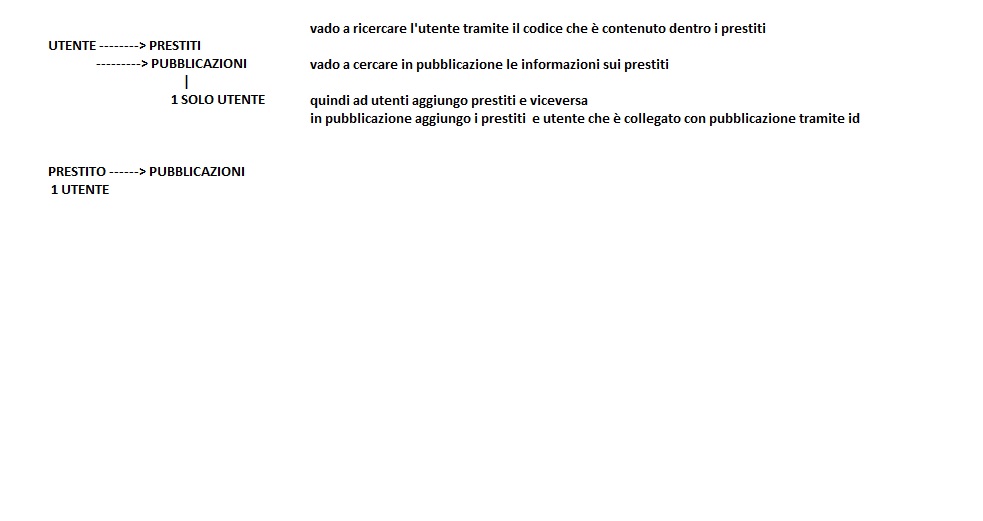 vado a ricercare l'utente tramite il codice che è contenuto dentro i prestiti
UTENTE --------> PRESTITI
---------> PUBBLICAZIONI vado a cercare in pubblicazione le informazioni sui prestiti
|
1 SOLO UTENTE quindi ad utenti aggiungo prestiti e viceversa
in pubblicazione aggiungo i prestiti e utente che è collegato con pubblicazione tramite id
PRESTITO ------> PUBBLICAZIONI
1 UTENTE